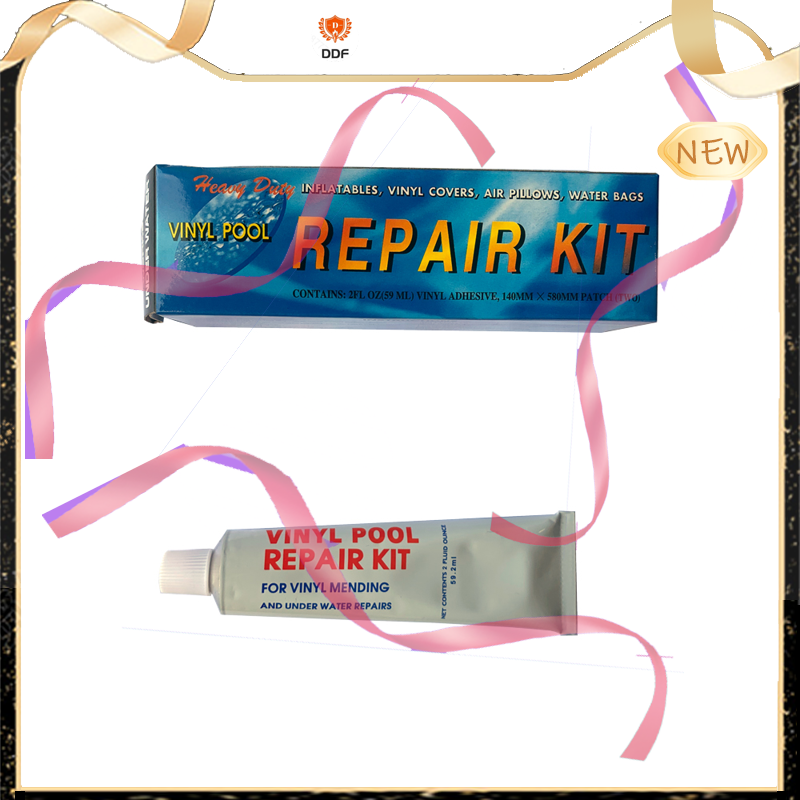 DDF
NEW
Heavy Duty INFLATABLES, VINYL COVERS, AIR PILLOWS, WATER BAGS
VINYL POOL
REPAIR KIT
CONTAINS: 2FL OZ(59 ML) VINYL ADHESIVE, 140MM × 580MM PATCH (TWO)
UNDER WATER
VINYL POOL
REPAIR KIT
FOR VINYL MENDING
AND UNDER WATER REPAIRS
NET CONTENTS 2 FLUID OUNCE
59.2ml